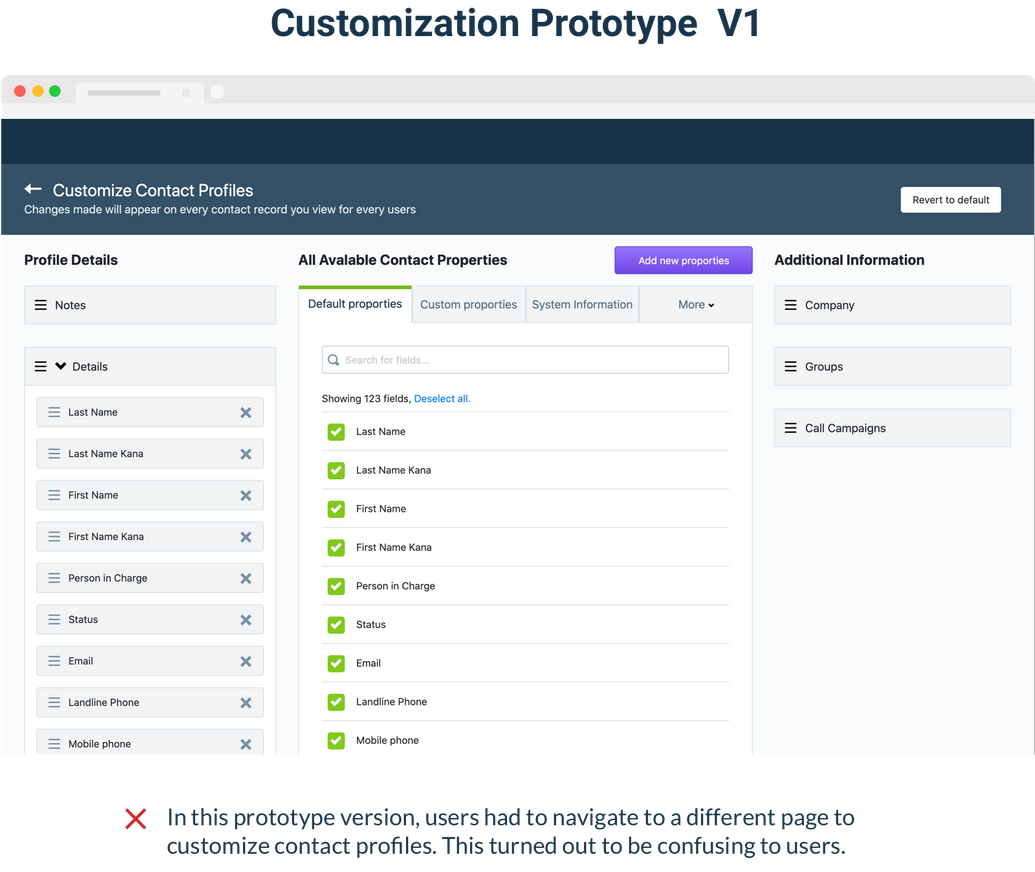 Customization Prototype V1
Customize Contact Profiles
Changes made will appear on every contact record you view for every users
Revert to default
Profile Details
Notes
Details
Last Name
Last Name Kana
First Name
First Name Kana
Person in Charge
Status
Email
Landline Phone
Mobile phone
All Avalable Contact Properties
Add new proporties
Default proporties
Custom proporties
System Information
More
Search for fields...
Showing 123 fields, Deselect all.
Last Name
Last Name Kana
First Name
First Name Kana
Person in Charge
Status
Email
Landline Phone
Mobile phone
Additional Information
Company
Groups
Call Campaigns
In this prototype version, users had to navigate to a different page to
customize contact profiles. This turned out to be confusing to users.